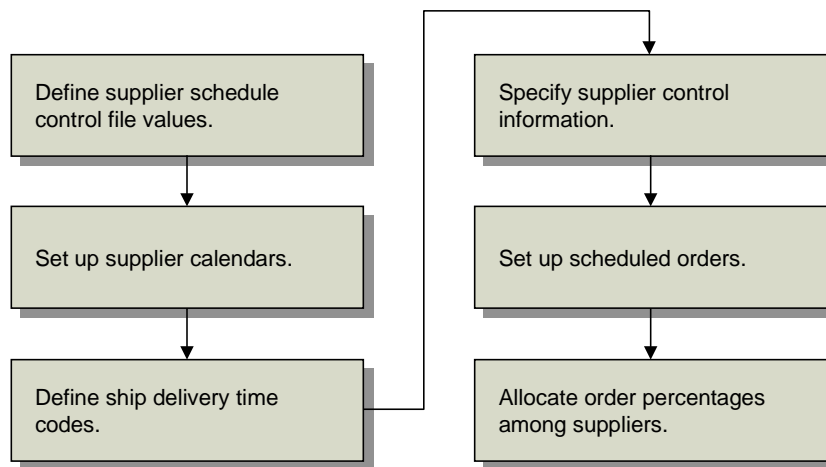 Define supplier schedule
control file values.
Set up supplier calendars.
Define ship delivery time
codes.
Specify supplier control
information.
Set up scheduled orders.
Allocate order percentages
among suppliers.